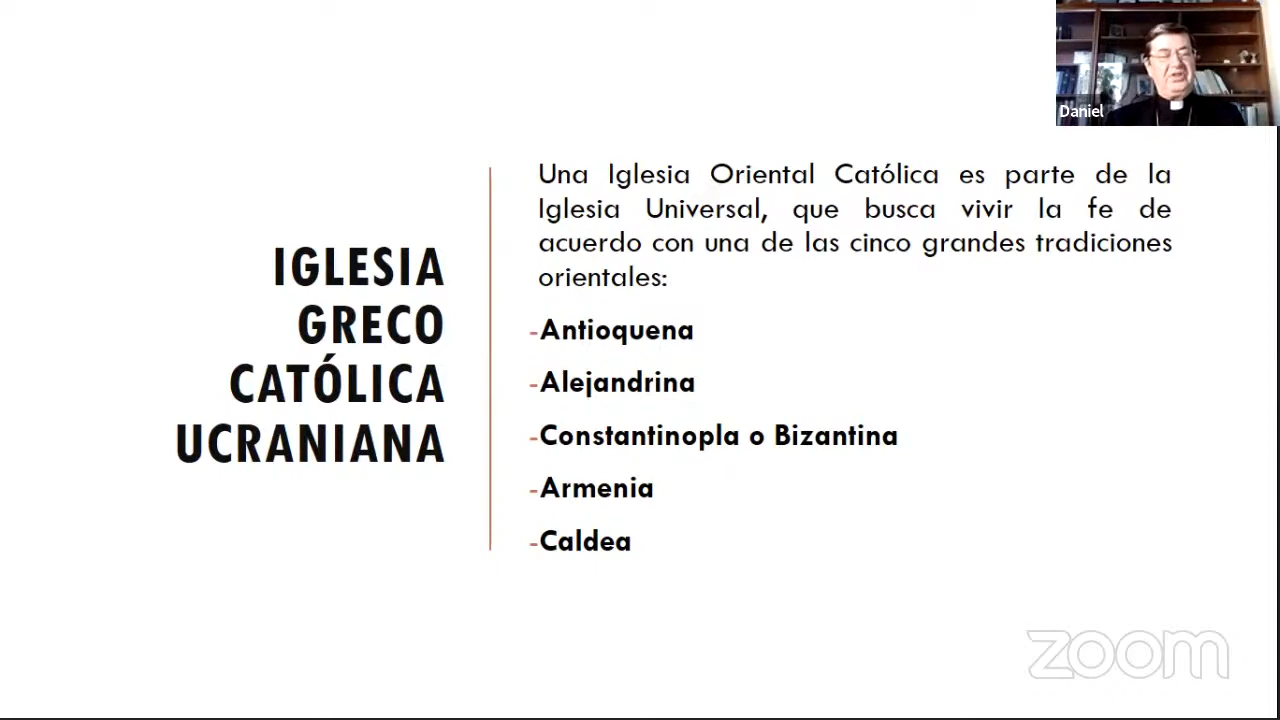 Daniel
IGLESIA
GRECO
CATÓLICA
UCRANIANA
Una Iglesia Oriental Católica es parte de la
Iglesia Universal, que busca vivir la fe de
acuerdo con una de las cinco grandes tradiciones
orientales:
-Antioquena
-Alejandrina
-Constantinopla o Bizantina
-Armenia
-Caldea
zoom